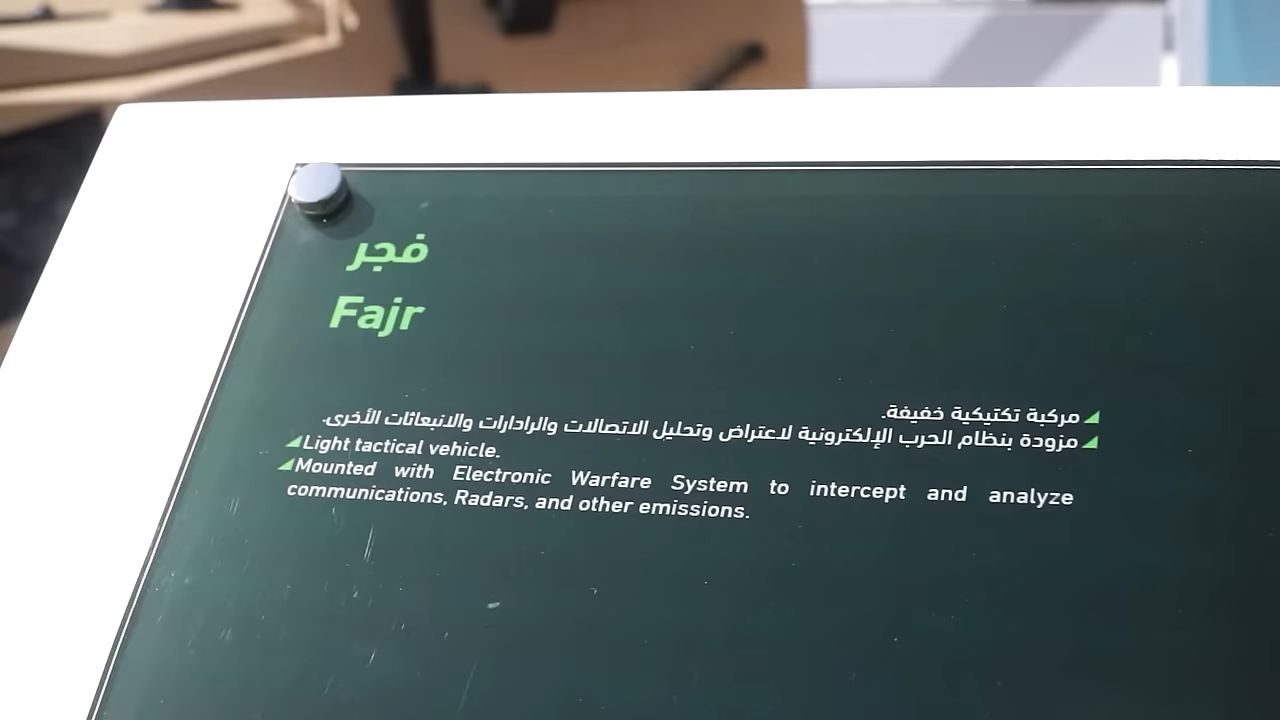 فجر
Fajr
مركبة تكتيكية خفيفة.
مزودة بنظام الحرب الإلكترونية لاعتراض وتحليل الاتصالات والرادارات والانبعاثات الأخرى.
Light tactical vehicle.
Mounted with Electronic Warfare System to intercept and analyze
communications, Radars, and other emissions.